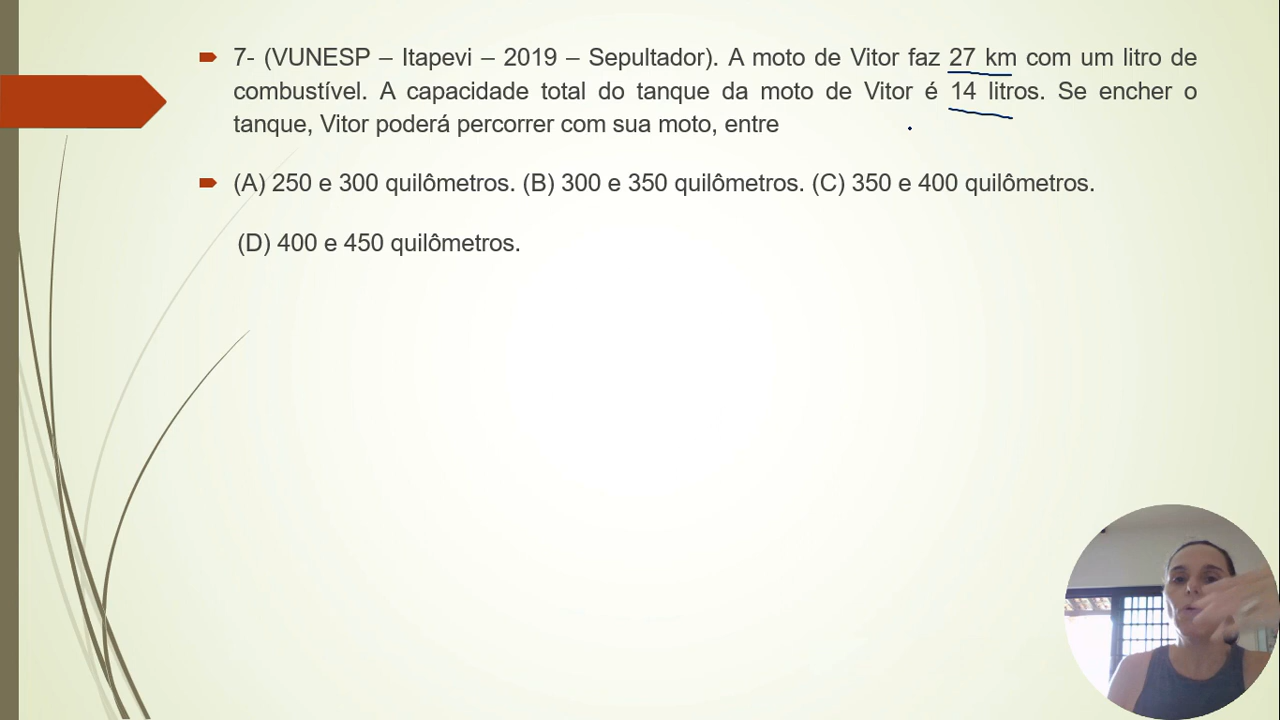 7- (VUNESP – Itapevi – 2019 – Sepultador). A moto de Vitor faz 27 km com um litro de
combustível. A capacidade total do tanque da moto de Vitor é 14 litros. Se encher o
tanque, Vitor poderá percorrer com sua moto, entre
(A) 250 e 300 quilômetros. (B) 300 e 350 quilômetros. (C) 350 e 400 quilômetros.
(D) 400 e 450 quilômetros.